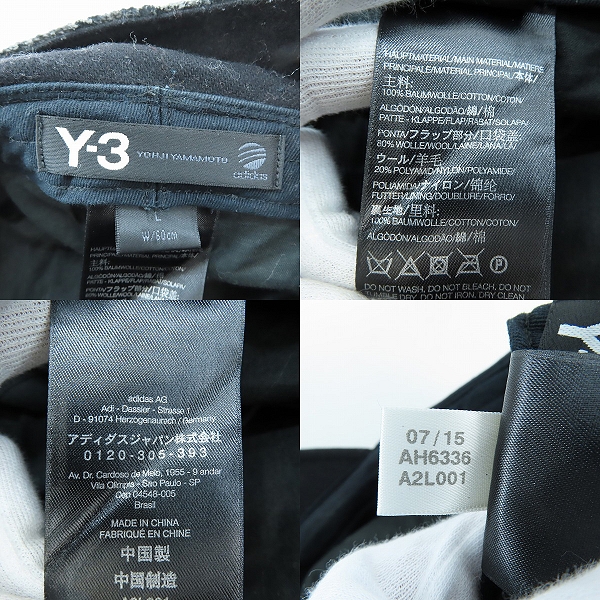 Y-3
YOHJI YAMAMOTO
adidas
L
W/60cm
HAUPTMATERIAL/MAIN MATERIAL/MATIERE
PRINCIPALE/MATERIAL PRINCIPAL/本体/
主料:
100% BAUMWOLLE/COTTON/COTON/
ALGODÓN/ALGODÃO/綿/棉
PATTE - KLAPPE/FLAP/RABAT/SOLAPA/
PONTA/フラップ部分/口袋盖
80% WOLLE/WOOL/LAINE/LANA/LÃ/
ウール/羊毛
20% POLYAMID/NYLON/POLYAMIDE/
POLIAMIDA/ナイロン/锦纶
FUTTER/LINING/DOUBLURE/FORRO/
裏生地/里料:
100% BAUMWOLLE/COTTON/COTON/
ALGODÓN/ALGODÃO/綿/棉
DO NOT WASH, DO NOT BLEACH, DO NOT
TUMBLE DRY, DO NOT IRON, DRY CLEAN
adidas AG
Adi - Dassler - Strasse 1
D - 91074 Herzogenaurach / Germany
アディダスジャパン株式会社
0120-305-393
Av. Dr. Cardoso de Melo, 1955 - 9 andar
Vila Olímpia - São Paulo - SP
Cep 04548-005
Brasil
MADE IN CHINA
FABRIQUÉ EN CHINE
中国製
中国制造
A2L001
07/15
AH6336
A2L001